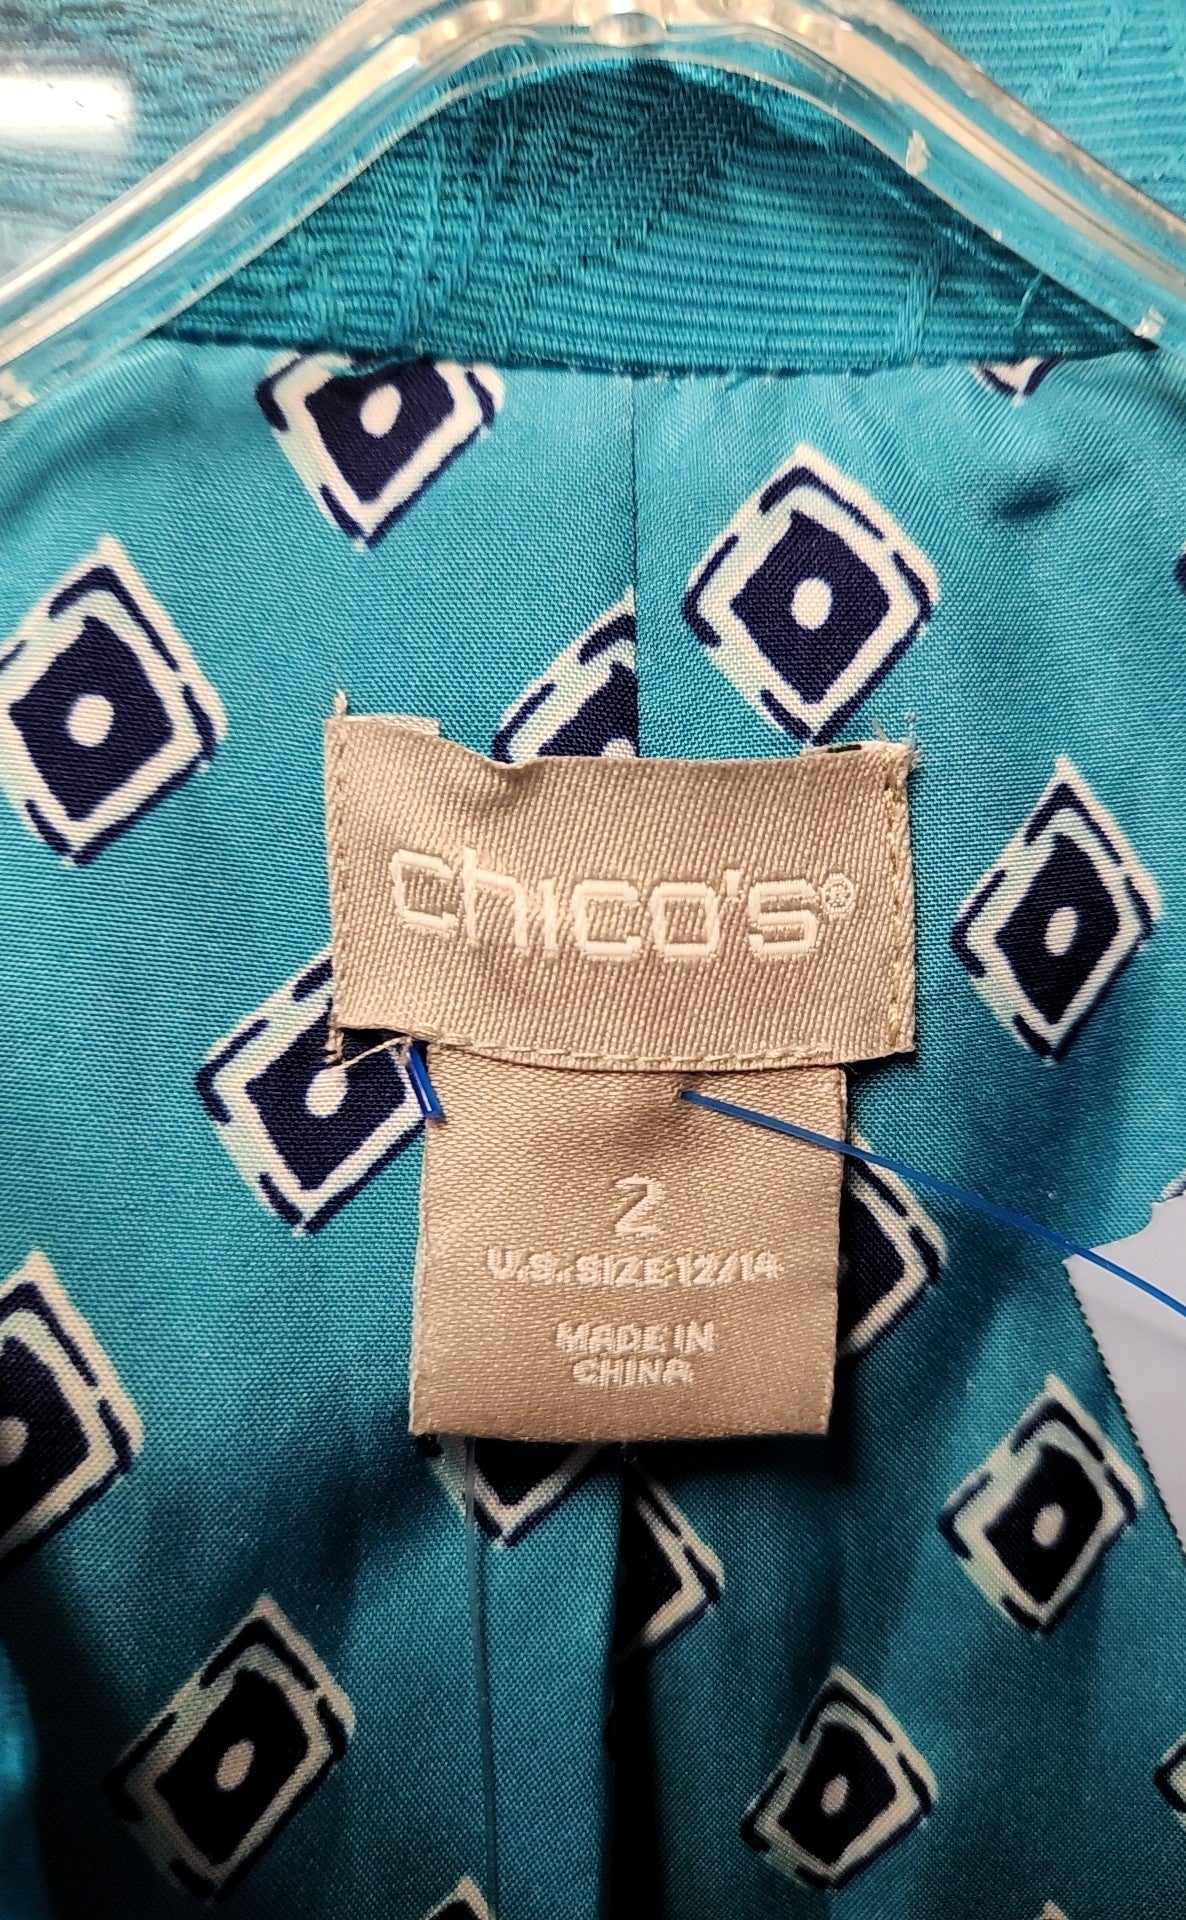 chico's®
2
U.S. SIZE 12/14
MADE IN
CHINA